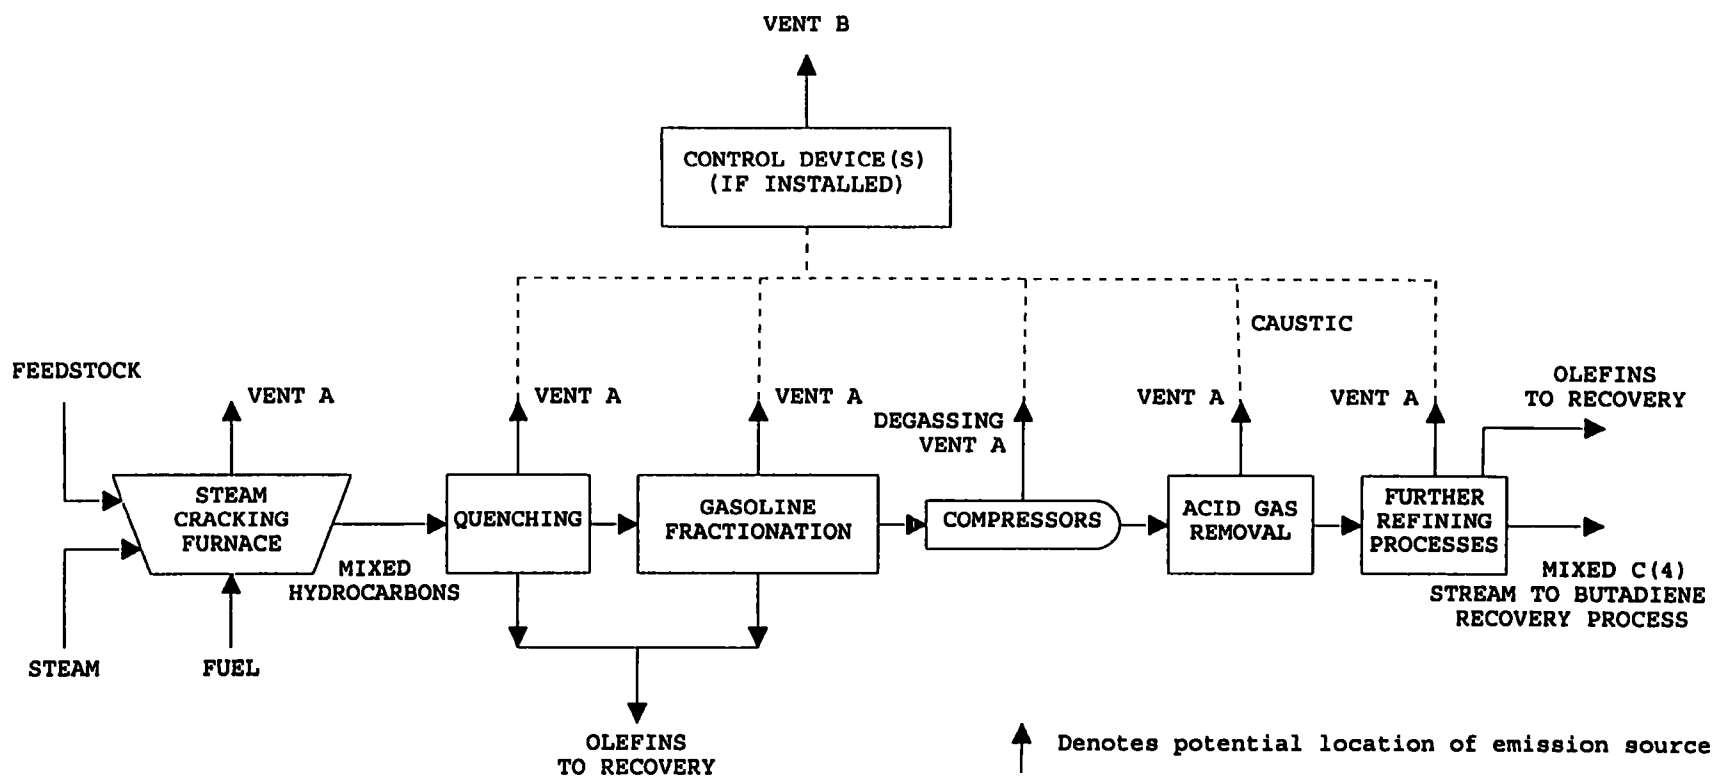 VENT B
CONTROL DEVICE(S)
(IF INSTALLED)
CAUSTIC
FEEDSTOCK
VENT A
VENT A
VENT A
DEGASSING
VENT A
VENT A
VENT A
OLEFINS
TO RECOVERY
STEAM
CRACKING
FURNACE
QUENCHING
GASOLINE
FRACTIONATION
COMPRESSORS
ACID GAS
REMOVAL
FURTHER
REFINING
PROCESSES
MIXED
HYDROCARBONS
MIXED C(4)
STREAM TO BUTADIENE
RECOVERY PROCESS
STEAM
FUEL
OLEFINS
TO RECOVERY
Denotes potential location of emission source